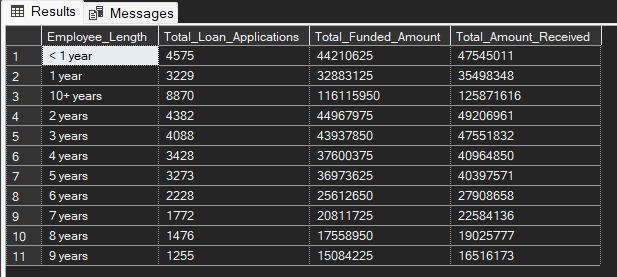 Results Messages
Employee_Length Total_Loan_Applications Total_Funded_Amount Total_Amount_Received
1 < 1 year 4575 44210625 47545011
2 1 year 3229 32883125 35498348
3 10+ years 8870 116115950 125871616
4 2 years 4382 44967975 49206961
5 3 years 4088 43937850 47551832
6 4 years 3428 37600375 40964850
7 5 years 3273 36973625 40397571
8 6 years 2228 25612650 27908658
9 7 years 1772 20811725 22584136
10 8 years 1476 17558950 19025777
11 9 years 1255 15084225 16516173